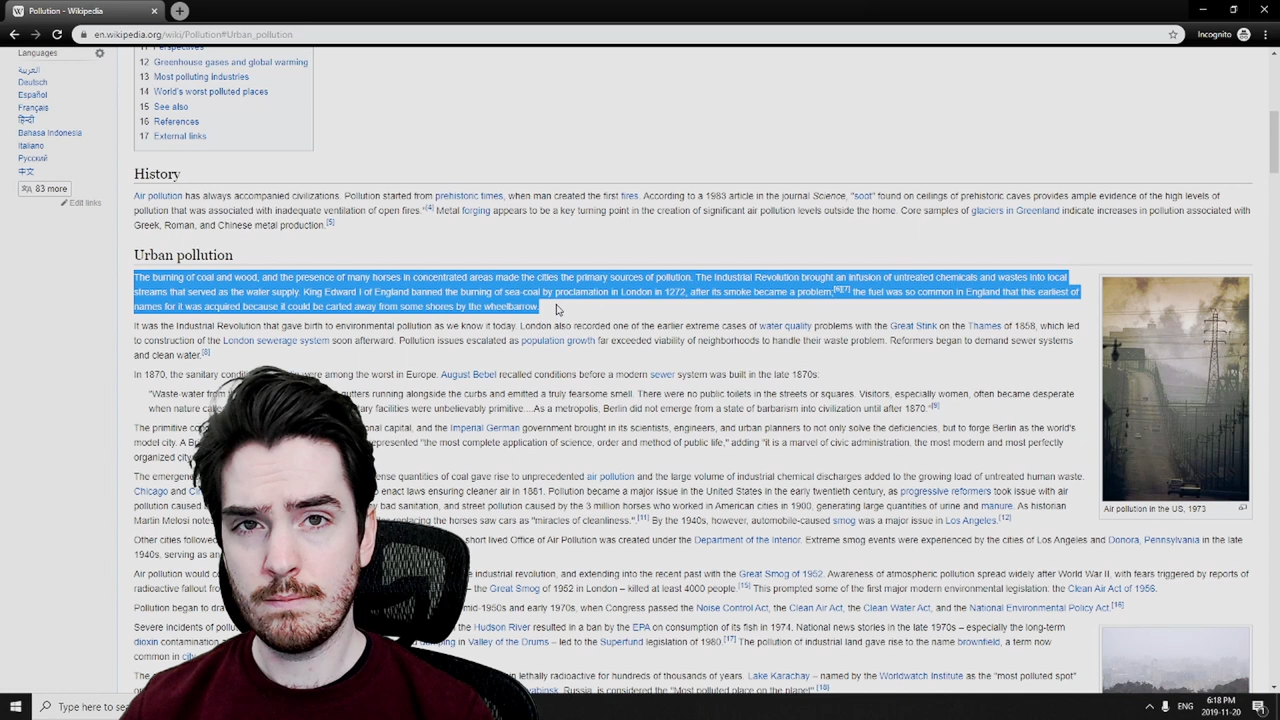 Pollution - Wikipedia
en.wikipedia.org/wiki/Pollution#Urban_pollution
Incognito
Languages
العربية
Deutsch
Español
Français
हिन्दी
Bahasa Indonesia
Italiano
Русский
中文
83 more
Edit links
11 Perspectives
12 Greenhouse gases and global warming
13 Most polluting industries
14 World's worst polluted places
15 See also
16 References
17 External links
History
Air pollution has always accompanied civilizations. Pollution started from prehistoric times, when man created the first fires. According to a 1983 article in the journal Science, "soot" found on ceilings of prehistoric caves provides ample evidence of the high levels of
pollution that was associated with inadequate ventilation of open fires."[4] Metal forging appears to be a key turning point in the creation of significant air pollution levels outside the home. Core samples of glaciers in Greenland indicate increases in pollution associated with
Greek, Roman, and Chinese metal production.[5]
Urban pollution
The burning of coal and wood, and the presence of many horses in concentrated areas made the cities the primary sources of pollution. The Industrial Revolution brought an infusion of untreated chemicals and wastes into local
streams that served as the water supply. King Edward I of England banned the burning of sea-coal by proclamation in London in 1272, after its smoke became a problem;[6][7] the fuel was so common in England that this earliest of
names for it was acquired because it could be carted away from some shores by the wheelbarrow.
It was the Industrial Revolution that gave birth to environmental pollution as we know it today. London also recorded one of the earlier extreme cases of water quality problems with the Great Stink on the Thames of 1858, which led
to construction of the London sewerage system soon afterward. Pollution issues escalated as population growth far exceeded viability of neighborhoods to handle their waste problem. Reformers began to demand sewer systems
and clean water.[8]
In 1870, the sanitary conditions were among the worst in Europe. August Bebel recalled conditions before a modern sewer system was built in the late 1870s:
"Waste-water from gutters running alongside the curbs and emitted a truly fearsome smell. There were no public toilets in the streets or squares. Visitors, especially women, often became desperate
when nature facilities were unbelievably primitive....As a metropolis, Berlin did not emerge from a state of barbarism into civilization until after 1870."[9]
The primitive capital, and the Imperial German government brought in its scientists, engineers, and urban planners to not only solve the deficiencies, but to forge Berlin as the world's
model city. A represented "the most complete application of science, order and method of public life," adding "it is a marvel of civic administration, the most modern and most perfectly
organized city
The quantities of coal gave rise to unprecedented air pollution and the large volume of industrial chemical discharges added to the growing load of untreated human waste.
Chicago and enact laws ensuring cleaner air in 1881. Pollution became a major issue in the United States in the early twentieth century, as progressive reformers took issue with air
pollution caused bad sanitation, and street pollution caused by the 3 million horses who worked in American cities in 1900, generating large quantities of urine and manure. As historian
Martin Melosi replacing the horses saw cars as "miracles of cleanliness".[11] By the 1940s, however, automobile-caused smog was a major issue in Los Angeles.[12]
Other cities followed short lived Office of Air Pollution was created under the Department of the Interior. Extreme smog events were experienced by the cities of Los Angeles and Donora, Pennsylvania in the late
1940s, serving as
Air pollution would industrial revolution, and extending into the recent past with the Great Smog of 1952. Awareness of atmospheric pollution spread widely after World War II, with fears triggered by reports of
radioactive fallout the Great Smog of 1952 in London – killed at least 4000 people.[15] This prompted some of the first major modern environmental legislation: the Clean Air Act of 1956.
Pollution began to mid-1950s and early 1970s, when Congress passed the Noise Control Act, the Clean Air Act, the Clean Water Act, and the National Environmental Policy Act.[16]
Severe incidents of the Hudson River resulted in a ban by the EPA on consumption of its fish in 1974. National news stories in the late 1970s – especially the long-term
dioxin contamination in Valley of the Drums – led to the Superfund legislation of 1980.[17] The pollution of industrial land gave rise to the name brownfield, a term now
common in
lethally radioactive for hundreds of thousands of years. Lake Karachay – named by the Worldwatch Institute as the "most polluted spot"
Russia, is considered the "Most polluted place on the planet".[18]
Air pollution in the US, 1973
Type here to
ENG
6:18 PM
2019-11-20
1